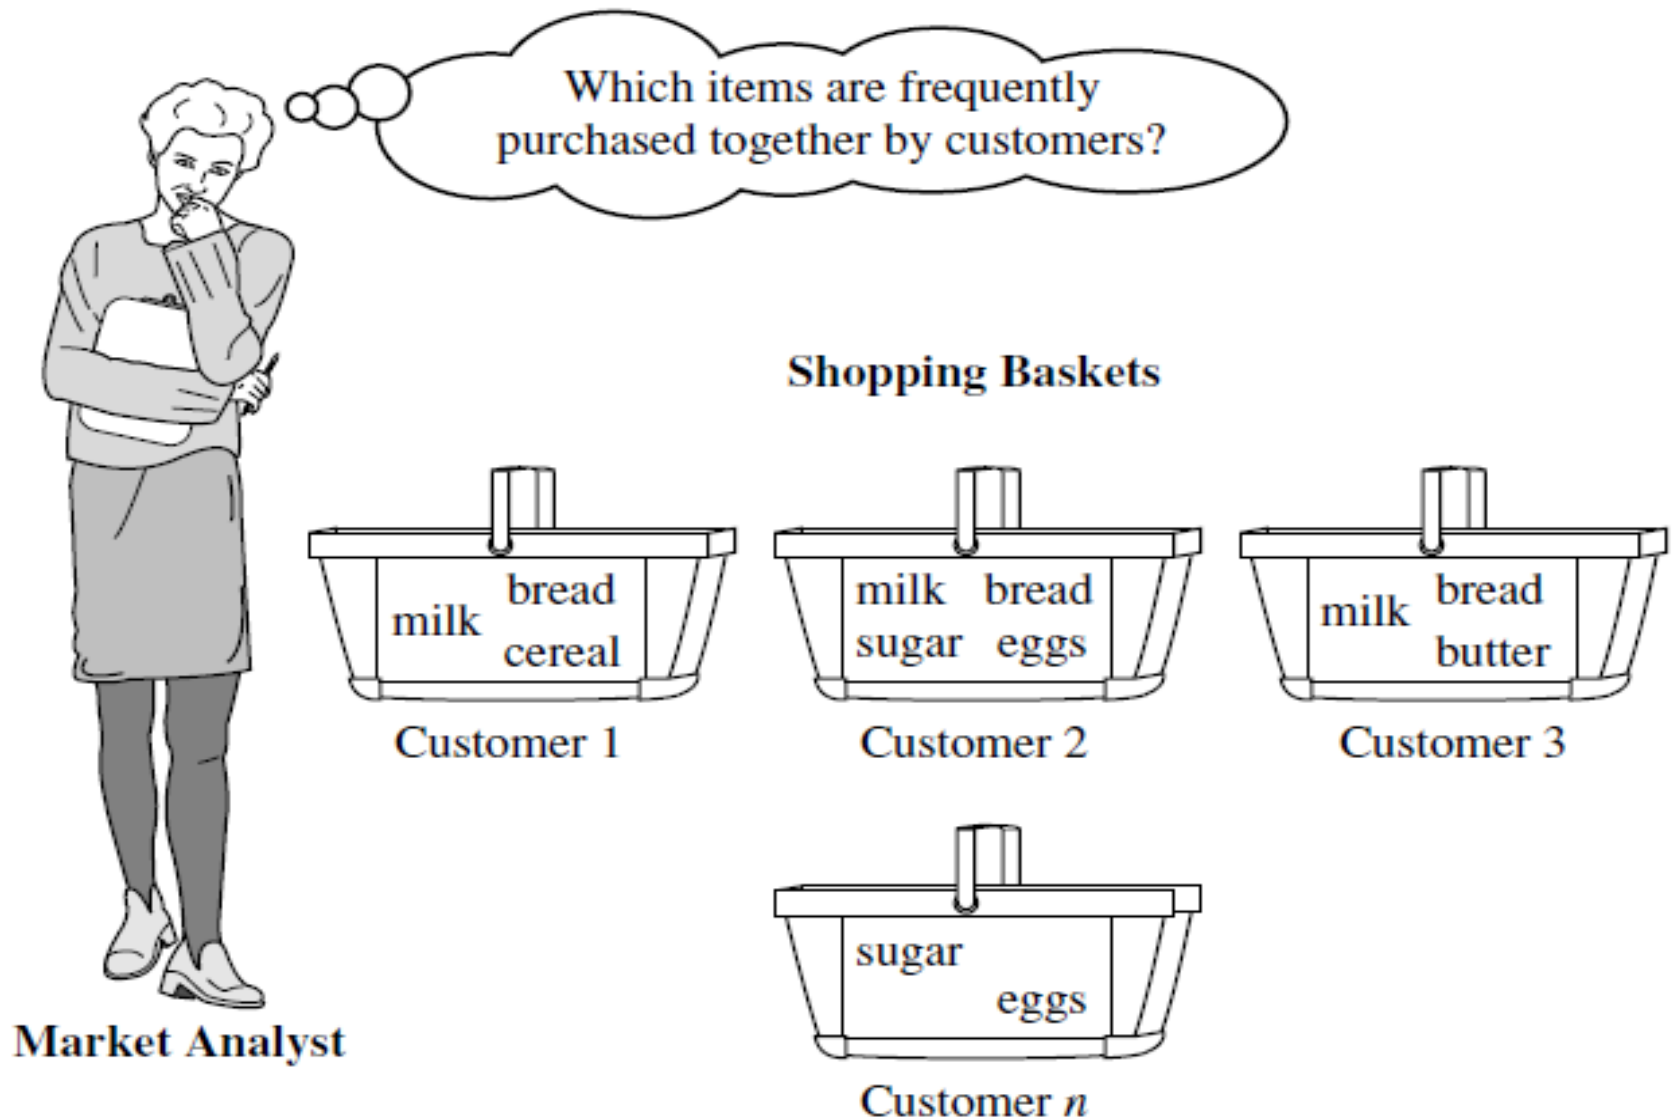 Which items are frequently
purchased together by customers?
Shopping Baskets
milk
bread
cereal
Customer 1
milk bread
sugar eggs
Customer 2
milk
bread
butter
Customer 3
sugar
eggs
Customer n
Market Analyst